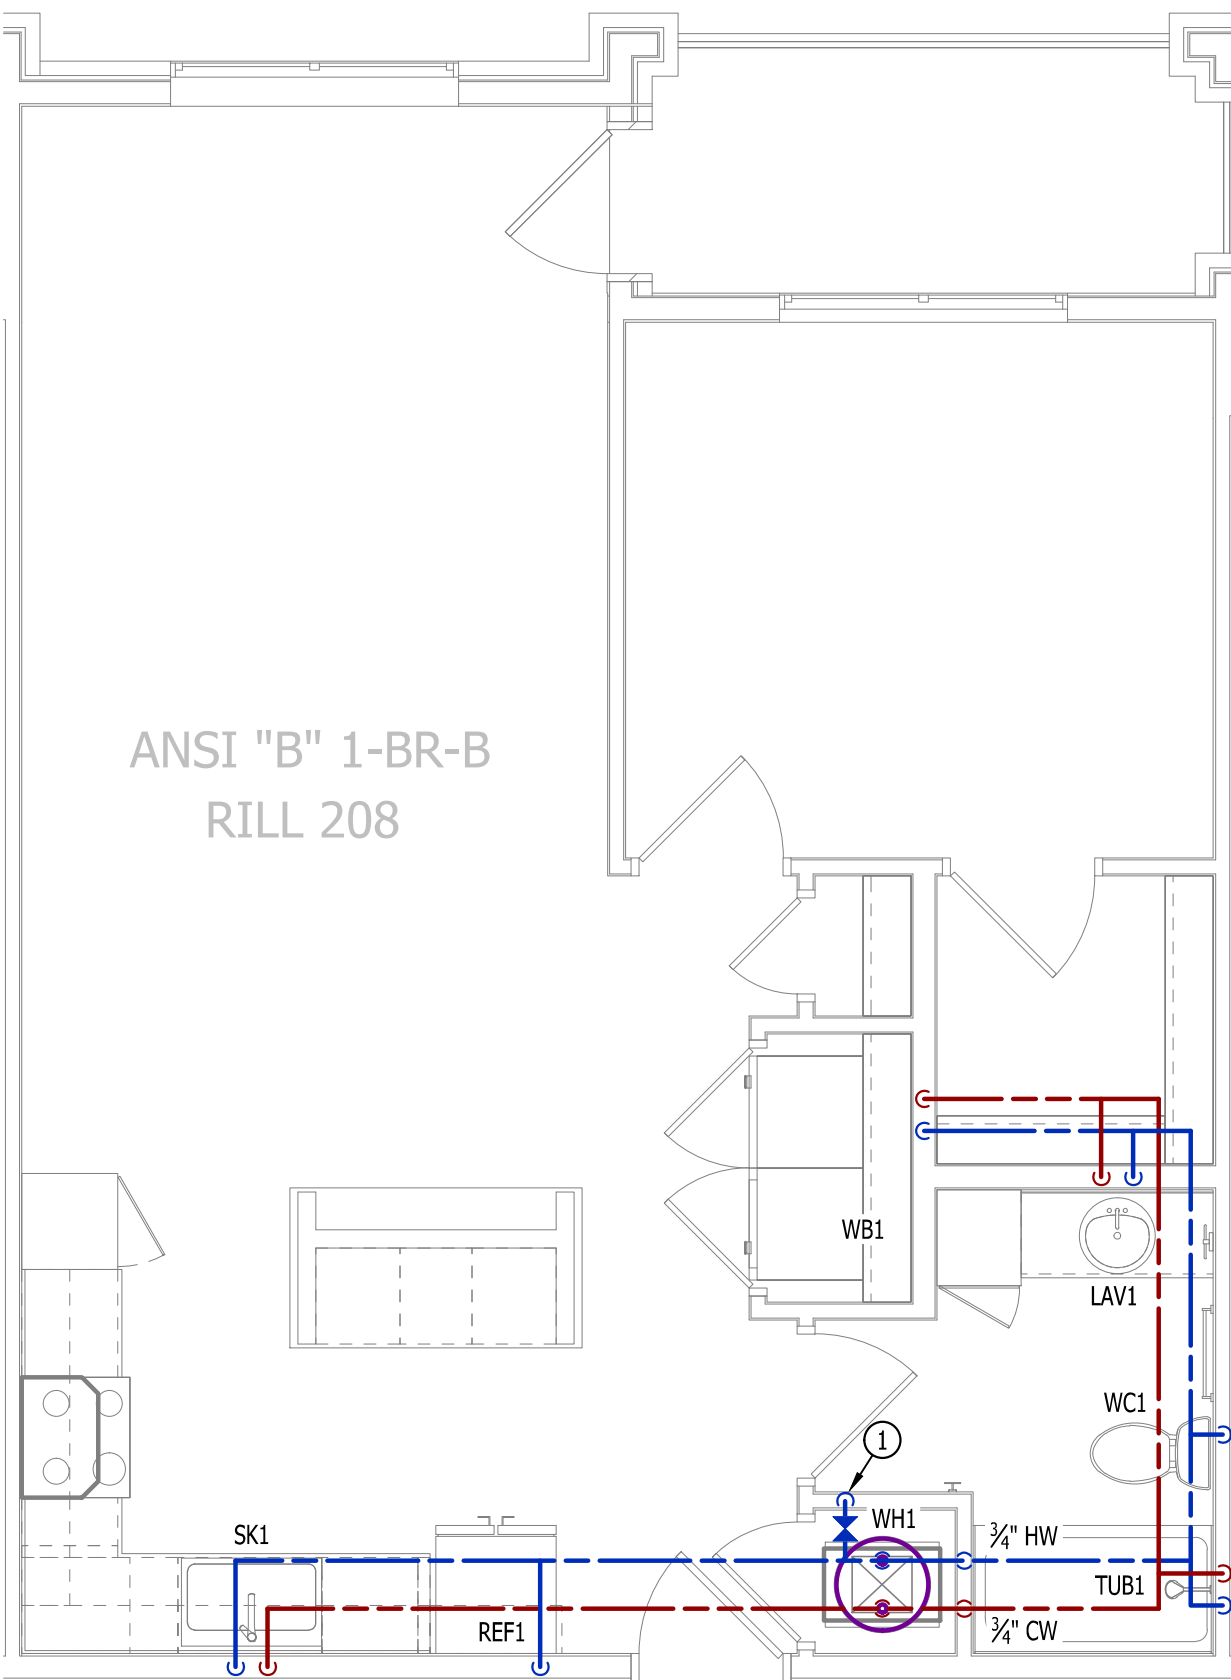 ANSI "B" 1-BR-B
RILL 208
WB1
LAV1
WC1
1
WH1
3/4" HW
SK1
TUB1
REF1
3/4" CW